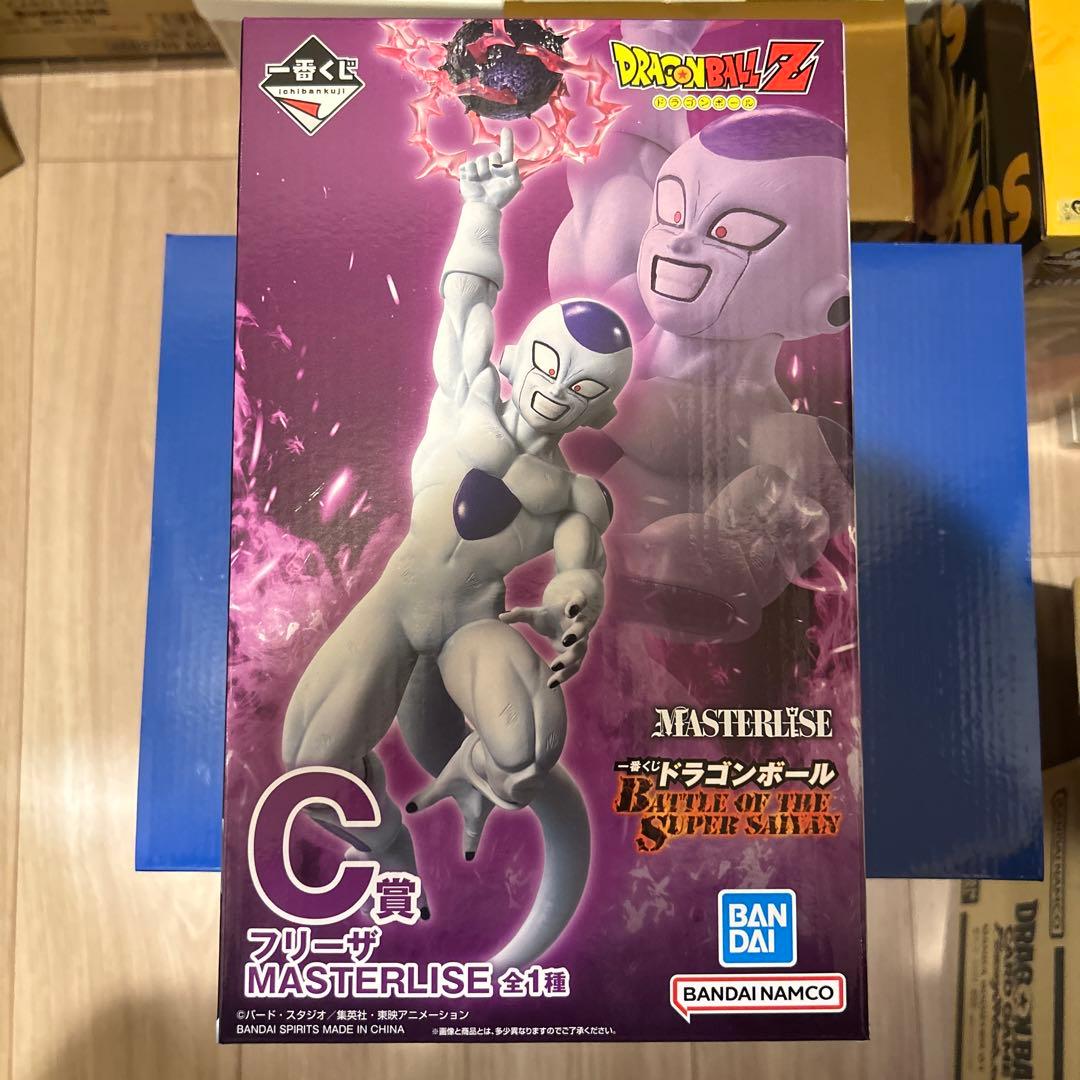 一番くじ
ichibankuji
DRAGONBALL Z
ドラゴンボール
MASTERLISE
一番くじ ドラゴンボール
BATTLE OF THE
SUPER SAIYAN
C賞
フリーザ
MASTERLISE 全1種
©バード・スタジオ／集英社・東映アニメーション
BANDAI SPIRITS MADE IN CHINA
※画像と商品とは、多少異なりますのでご了承ください。
BAN
DAI
BANDAI NAMCO
SUP